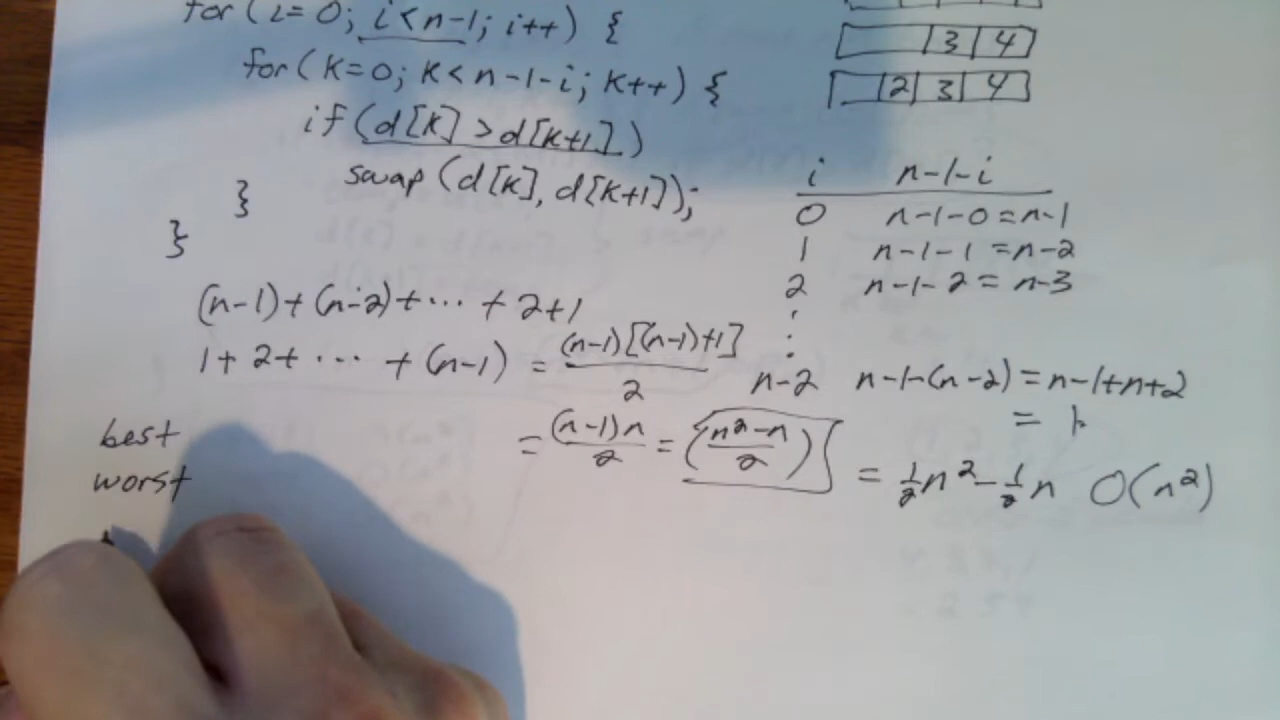 for (i=0; i<n-1; i++) {
for (k=0; k<n-1-i; k++) {
if (d[k] > d[k+1])
swap (d[k], d[k+1]);
}
}
3 4
2 3 4
i n-1-i
0 n-1-0=n-1
1 n-1-1=n-2
2 n-1-2=n-3
⋮
n-2 n-1-(n-2)=n-1+n+2
= 1
(n-1)+(n-2)+⋯+2+1
1+2+⋯+(n-1) = (n-1)[(n-1)+1]/2
= (n-1)n/2 = (n²-n/2) = 1/2n²-1/2n O(n²)
best
worst